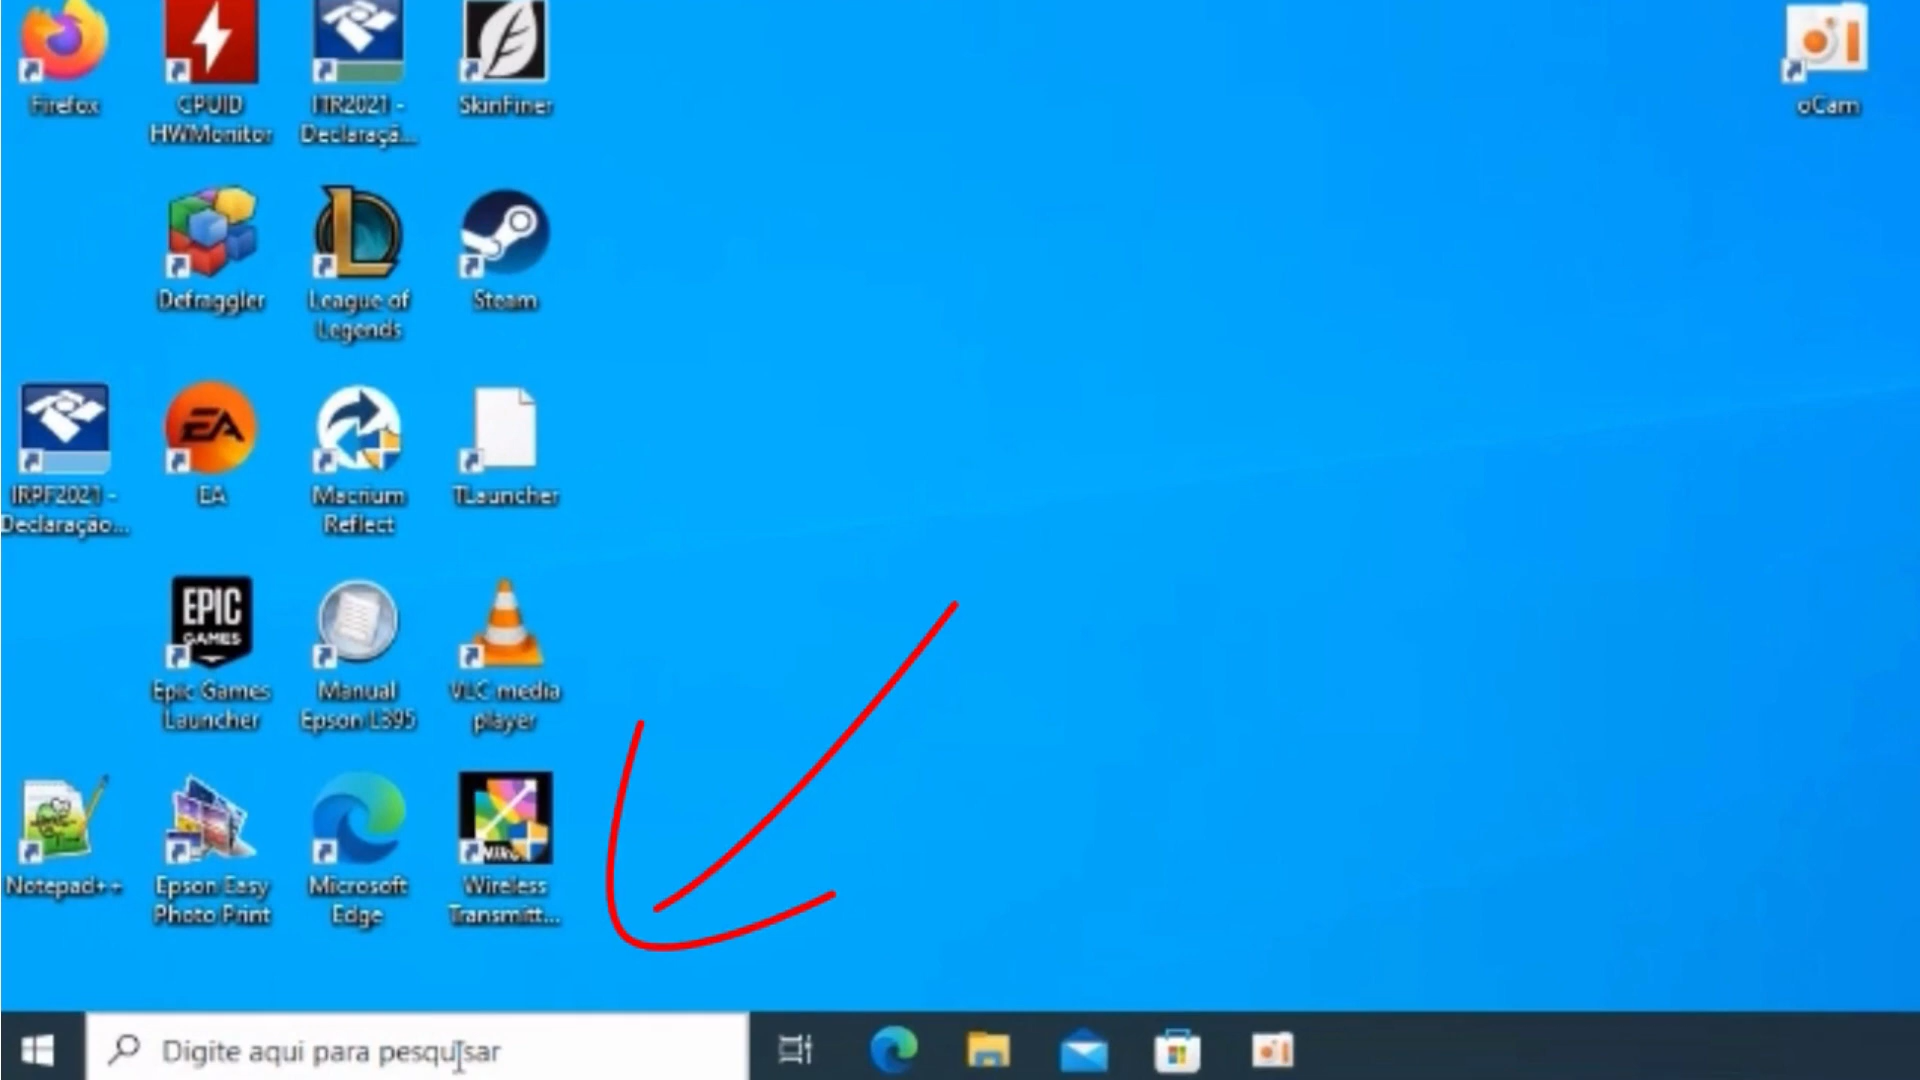 Firefox
CPUID
HWMonitor
ITR2021 -
Declaraçã...
SkinFiner
oCam
Defraggler
League of
Legends
Steam
IRPF2021 -
Declaração...
EA
EA
Macrium
Reflect
TLauncher
EPIC
GAMES
Epic Games
Launcher
Manual
Epson L395
VLC media
player
Notepad++
Epson Easy
Photo Print
Microsoft
Edge
Wireless
Transmitt...
Digite aqui para pesquisar